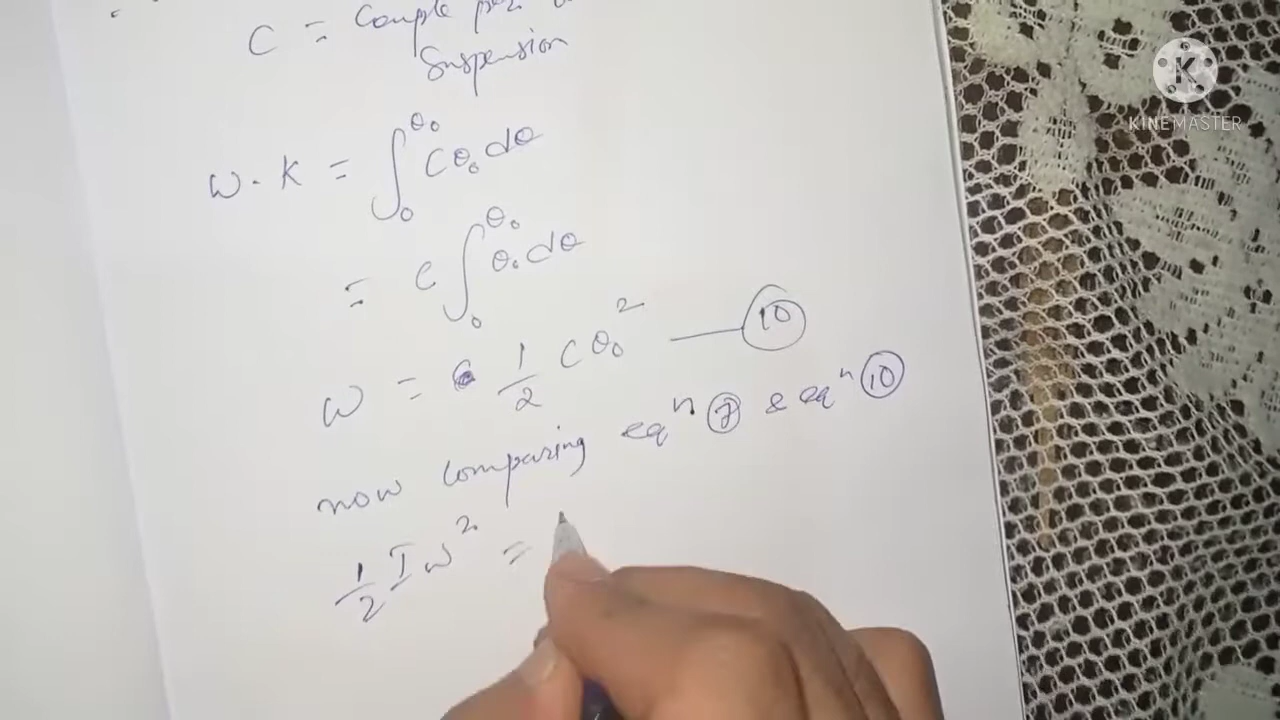 C = Couple per
Suspension
W.K = ∫₀^θ₀ Cθ₀ dθ
= C ∫₀^θ₀ θ₀ dθ
W = 1/2 Cθ₀² — (10)
now comparing eqⁿ (7) & eqⁿ (10)
1/2 Iω² =
K
KINEMASTER